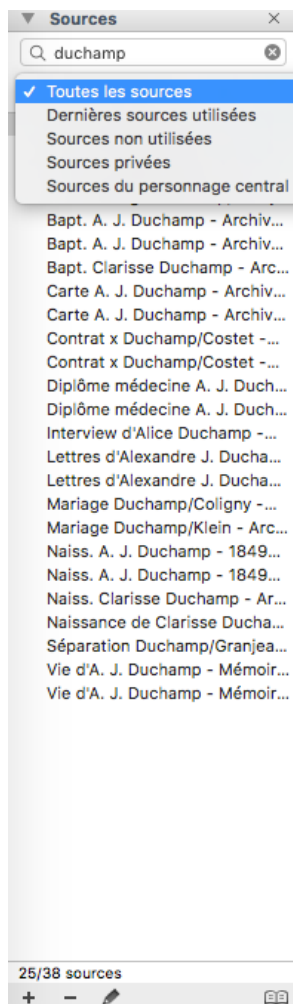 Sources
duchamp
✓ Toutes les sources
Dernières sources utilisées
Sources non utilisées
Sources privées
Sources du personnage central
Bapt. A. J. Duchamp - Archiv...
Bapt. A. J. Duchamp - Archiv...
Bapt. Clarisse Duchamp - Arc...
Carte A. J. Duchamp - Archiv...
Carte A. J. Duchamp - Archiv...
Contrat x Duchamp/Costet -...
Contrat x Duchamp/Costet -...
Diplôme médecine A. J. Duch...
Diplôme médecine A. J. Duch...
Interview d'Alice Duchamp -...
Lettres d'Alexandre J. Ducha...
Lettres d'Alexandre J. Ducha...
Mariage Duchamp/Coligny -...
Mariage Duchamp/Klein - Arc...
Naiss. A. J. Duchamp - 1849...
Naiss. A. J. Duchamp - 1849...
Naiss. Clarisse Duchamp - Ar...
Naissance de Clarisse Ducha...
Séparation Duchamp/Granjea...
Vie d'A. J. Duchamp - Mémoir...
Vie d'A. J. Duchamp - Mémoir...
25/38 sources